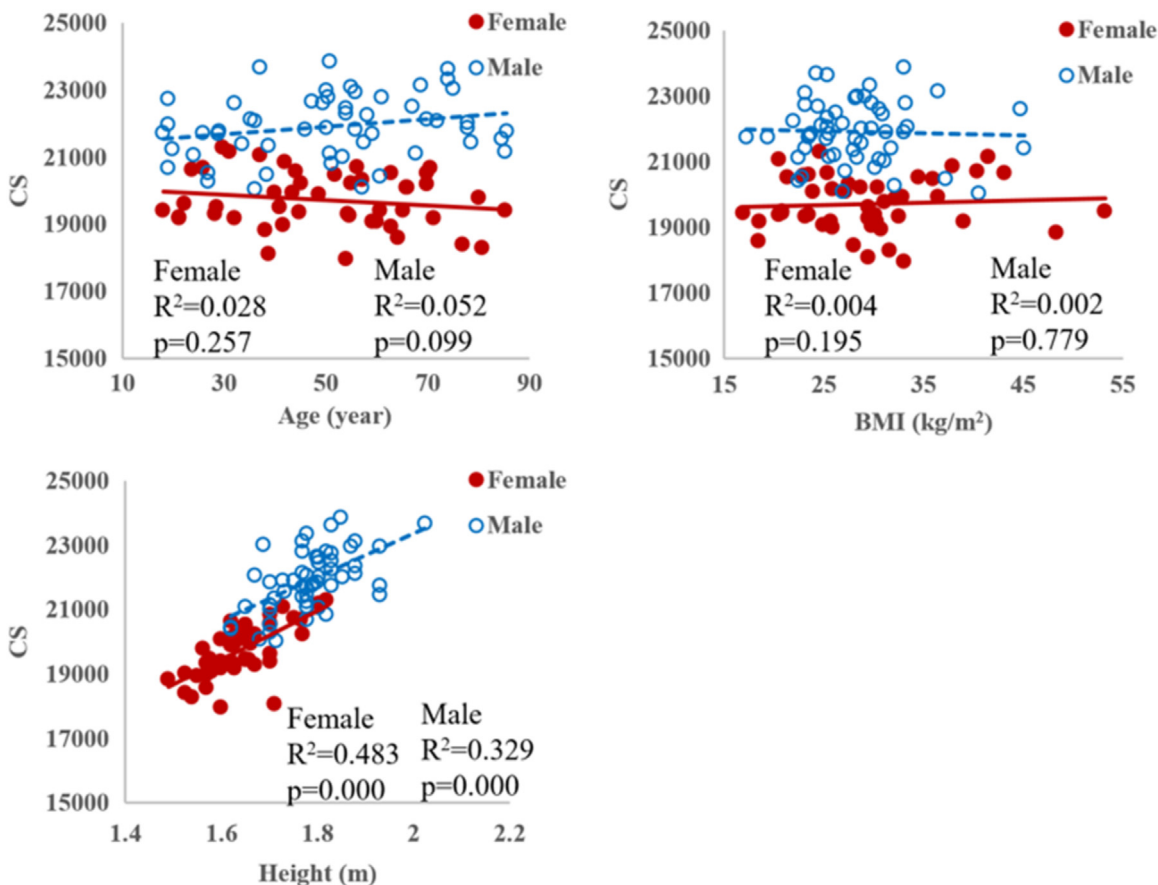 25000
23000
21000
19000
17000
15000
CS
Female
Male
Female
R²=0.028
p=0.257
Male
R²=0.052
p=0.099
10 30 50 70 90
Age (year)
25000
23000
21000
19000
17000
15000
CS
Female
Male
Female
R²=0.004
p=0.195
Male
R²=0.002
p=0.779
15 25 35 45 55
BMI (kg/m²)
25000
23000
21000
19000
17000
15000
CS
Female
Male
Female
R²=0.483
p=0.000
Male
R²=0.329
p=0.000
1.4 1.6 1.8 2 2.2
Height (m)